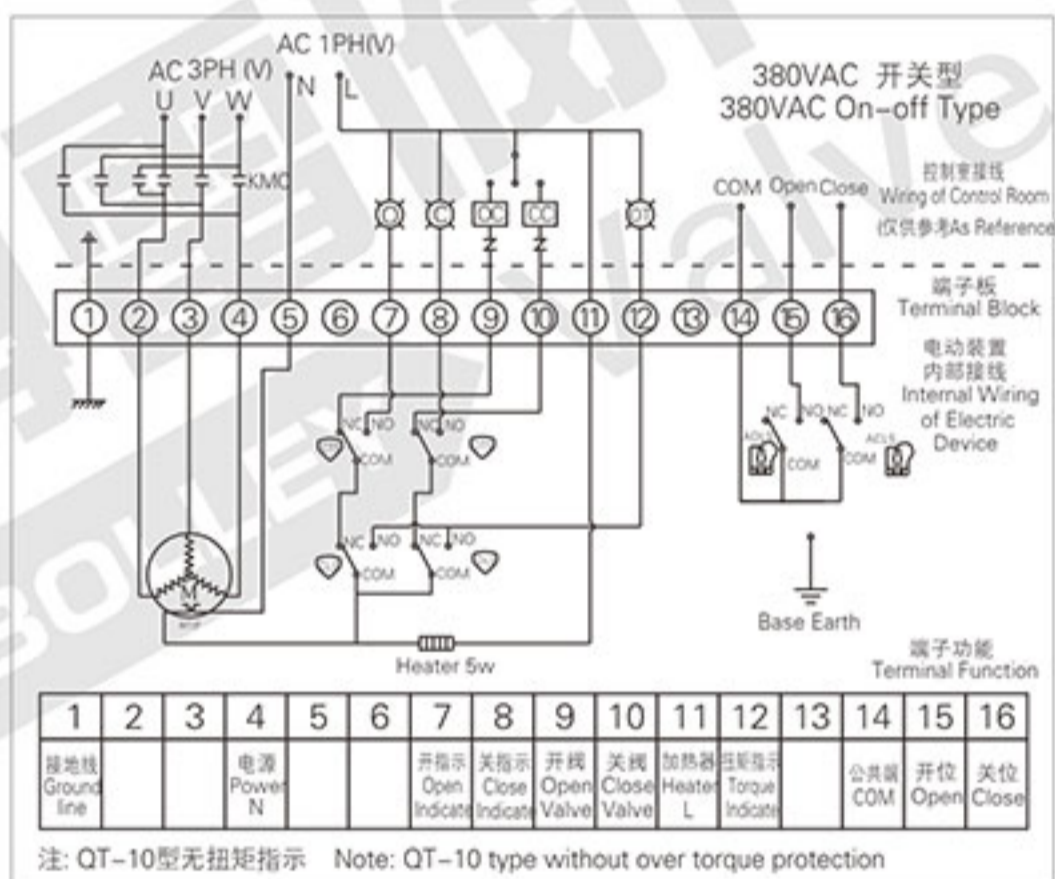 AC 1PH(V)
AC 3PH (V)
N
L
U V W
380VAC 开关型
380VAC On-off Type
KMC
控制室接线
COM Open Close Wiring of Control Room
(仅供参考As Reference
O C OC CC OT
端子板
Terminal Block
1 2 3 4 5 6 7 8 9 10 11 12 13 14 15 16
电动装置
内部接线
Internal Wiring
of Electric
Device
NC NO NC NO
COM COM
NC NO NC NO
ACLS
COM COM
NC NO NC NO
COM COM
M
Base Earth
Heater 5w
端子功能
Terminal Function
1 2 3 4 5 6 7 8 9 10 11 12 13 14 15 16
接地线 电源 开指示 关指示 开阀 关阀 加热器 扭矩指示 公共端 开位 关位
Ground Power Open Close Open Close Heater Torque COM Open Close
line N Indicate Indicate Valve Valve L Indicate
注: QT-10型无扭矩指示 Note: QT-10 type without over torque protection
BOLLEY
Valve